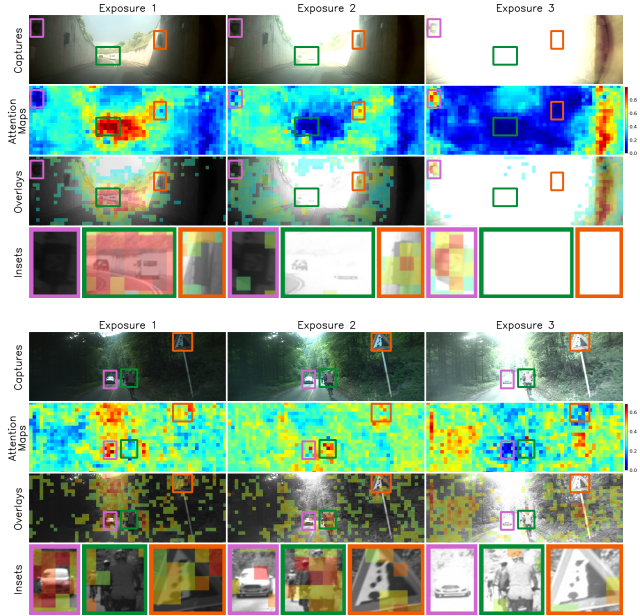 Exposure 1 Exposure 2 Exposure 3
Captures
Attention
Maps
0.8
0.6
0.4
0.2
0.0
Overlays
Insets
Exposure 1 Exposure 2 Exposure 3
Captures
Attention
Maps
0.6
0.4
0.2
0.0
Overlays
Insets